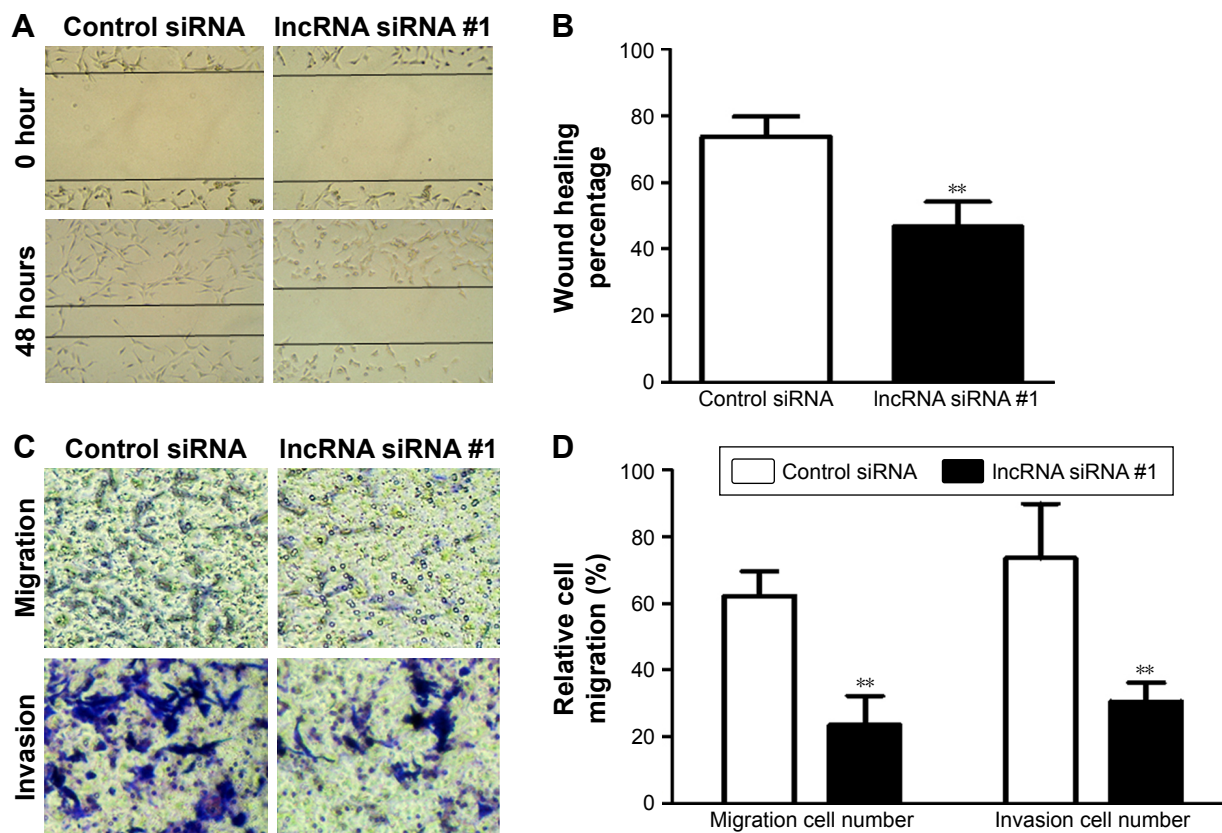 A
Control siRNA
lncRNA siRNA #1
0 hour
48 hours
B
Wound healing
percentage
100
80
60
40
20
0
**
Control siRNA
lncRNA siRNA #1
C
Control siRNA
lncRNA siRNA #1
Migration
Invasion
D
Relative cell
migration (%)
100
80
60
40
20
0
Control siRNA
lncRNA siRNA #1
**
**
Migration cell number
Invasion cell number